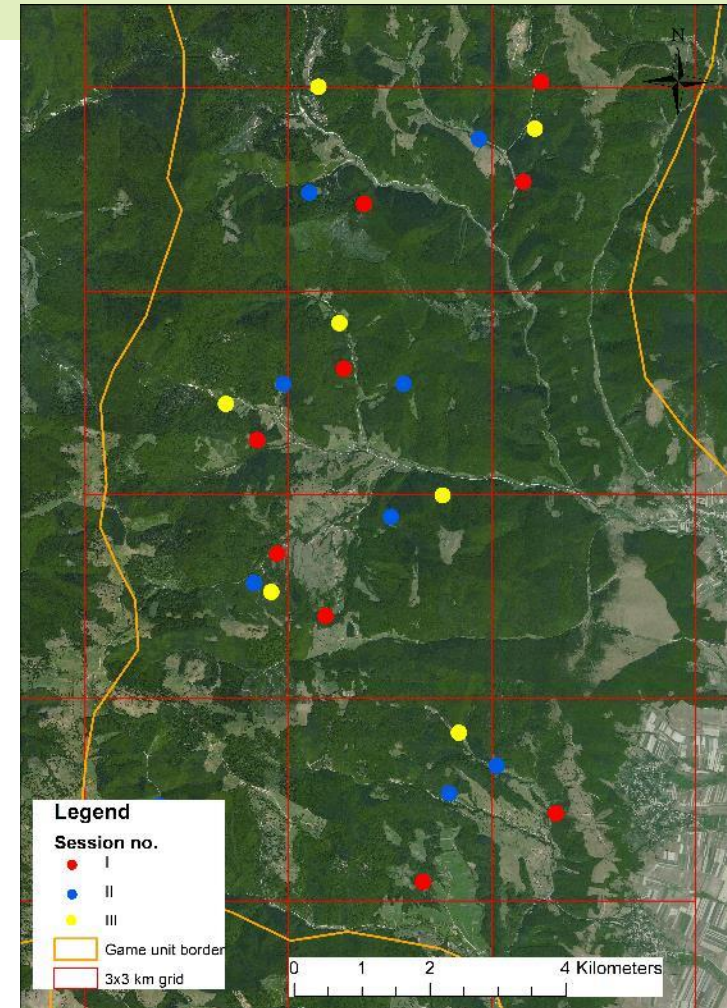 N
Legend
Session no.
I
II
III
Game unit border
3x3 km grid
0 1 2 4 Kilometers